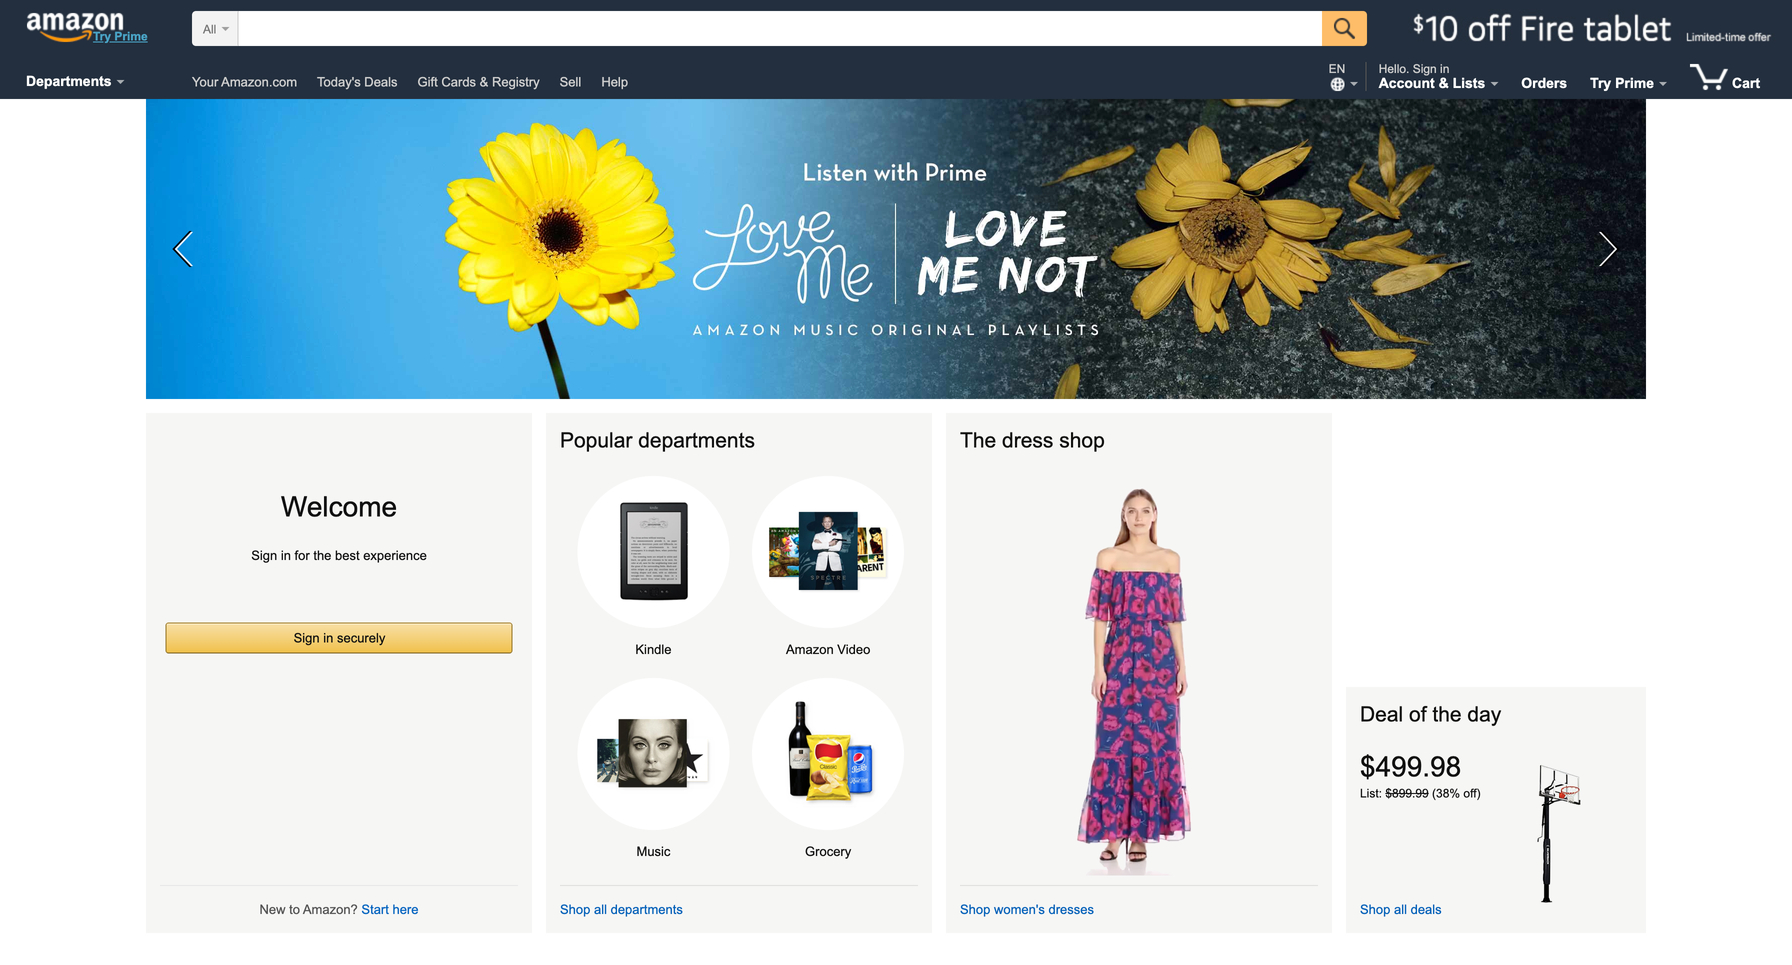 amazon
Try Prime
All
$10 off Fire tablet
Limited-time offer
Departments
Your Amazon.com
Today's Deals
Gift Cards & Registry
Sell
Help
EN
Hello. Sign in
Account & Lists
Orders
Try Prime
Cart
Listen with Prime
Love Me
LOVE ME NOT
AMAZON MUSIC ORIGINAL PLAYLISTS
Welcome
Sign in for the best experience
Sign in securely
New to Amazon? Start here
Popular departments
SPECTRE
ARENT
Kindle
Amazon Video
Classic
Music
Grocery
Shop all departments
The dress shop
Shop women's dresses
Deal of the day
$499.98
List: $899.99 (38% off)
Shop all deals